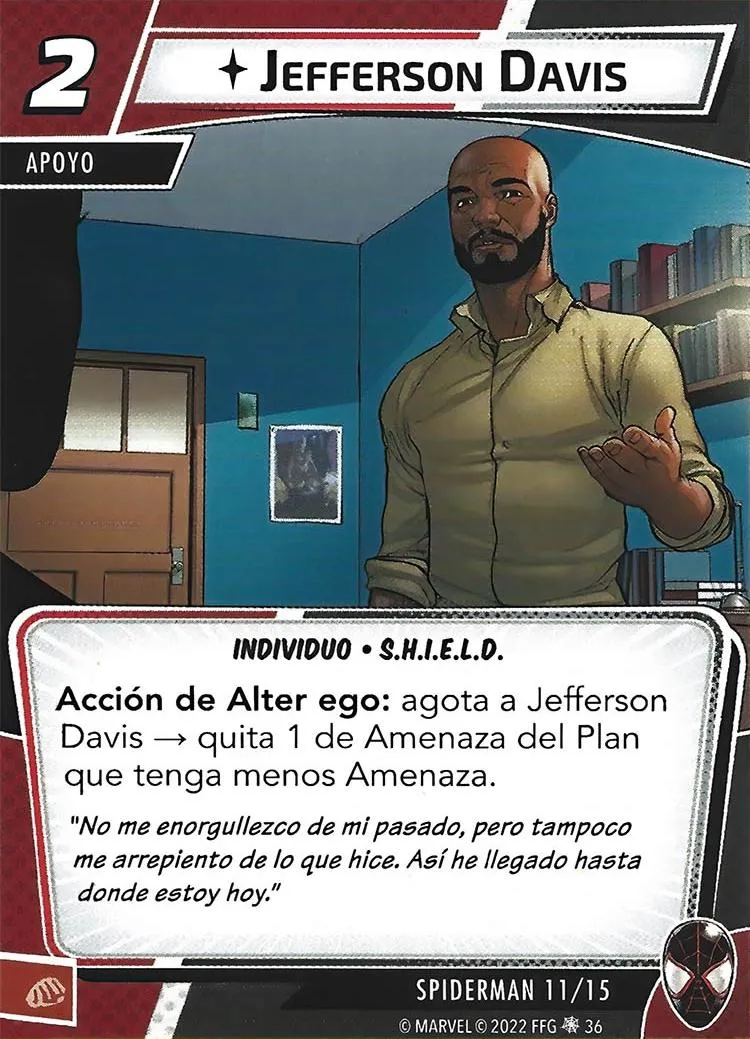 2
JEFFERSON DAVIS
APOYO
INDIVIDUO • S.H.I.E.L.D.
Acción de Alter ego: agota a Jefferson
Davis → quita 1 de Amenaza del Plan
que tenga menos Amenaza.
"No me enorgullezco de mi pasado, pero tampoco
me arrepiento de lo que hice. Así he llegado hasta
donde estoy hoy."
SPIDERMAN 11/15
© MARVEL © 2022 FFG 36